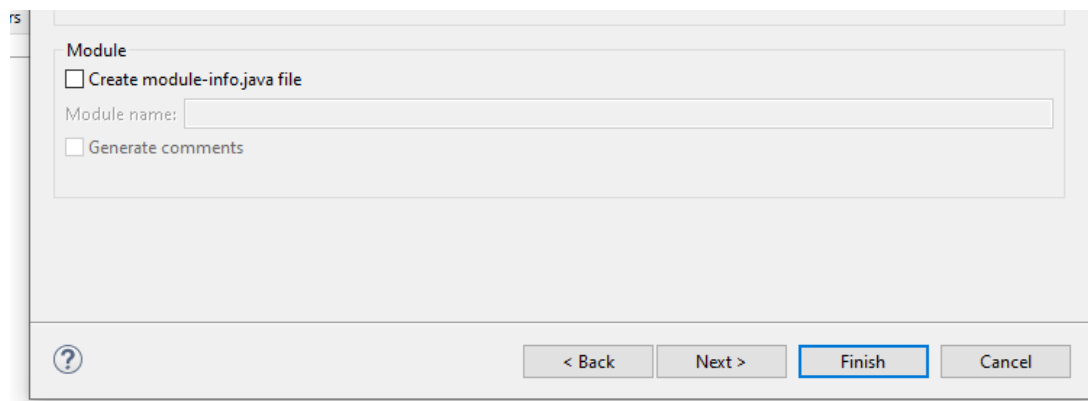 rs
Module
Create module-info.java file
Module name:
Generate comments
?
< Back Next > Finish Cancel